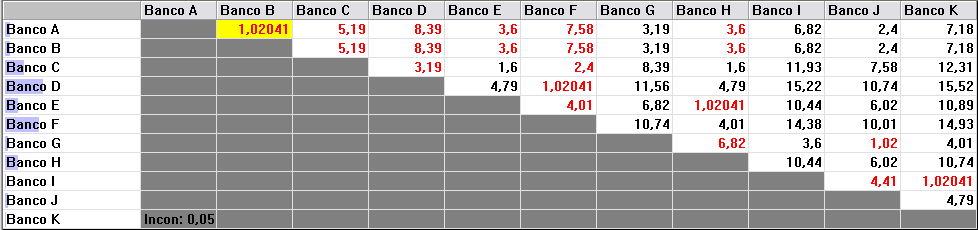 Banco A Banco B Banco C Banco D Banco E Banco F Banco G Banco H Banco I Banco J Banco K
Banco A 1,02041 5,19 8,39 3,6 7,58 3,19 3,6 6,82 2,4 7,18
Banco B 5,19 8,39 3,6 7,58 3,19 3,6 6,82 2,4 7,18
Banco C 3,19 1,6 2,4 8,39 1,6 11,93 7,58 12,31
Banco D 4,79 1,02041 11,56 4,79 15,22 10,74 15,52
Banco E 4,01 6,82 1,02041 10,44 6,02 10,89
Banco F 10,74 4,01 14,38 10,01 14,93
Banco G 6,82 3,6 1,02 4,01
Banco H 10,44 6,02 10,74
Banco I 4,41 1,02041
Banco J 4,79
Banco K Incon: 0,05